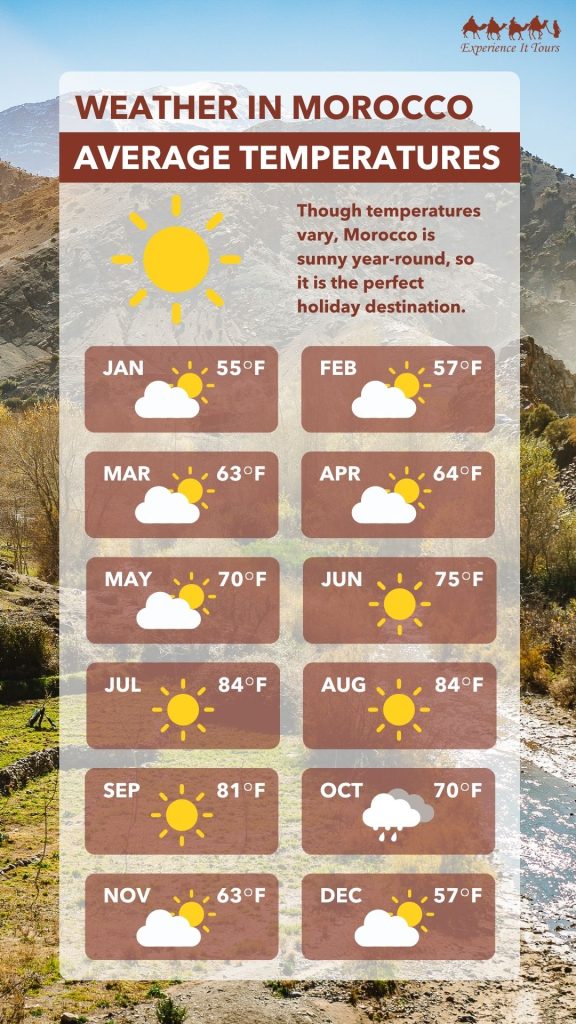 Experience It Tours
WEATHER IN MOROCCO
AVERAGE TEMPERATURES
Though temperatures
vary, Morocco is
sunny year-round, so
it is the perfect
holiday destination.
JAN 55°F
FEB 57°F
MAR 63°F
APR 64°F
MAY 70°F
JUN 75°F
JUL 84°F
AUG 84°F
SEP 81°F
OCT 70°F
NOV 63°F
DEC 57°F